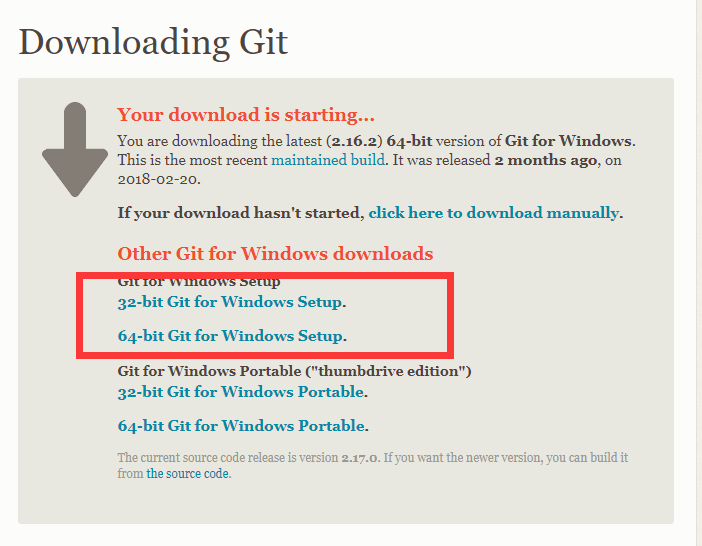 Downloading Git
Your download is starting...
You are downloading the latest (2.16.2) 64-bit version of Git for Windows.
This is the most recent maintained build. It was released 2 months ago, on
2018-02-20.
If your download hasn't started, click here to download manually.
Other Git for Windows downloads
Git for Windows Setup
32-bit Git for Windows Setup.
64-bit Git for Windows Setup.
Git for Windows Portable ("thumbdrive edition")
32-bit Git for Windows Portable.
64-bit Git for Windows Portable.
The current source code release is version 2.17.0. If you want the newer version, you can build it
from the source code.